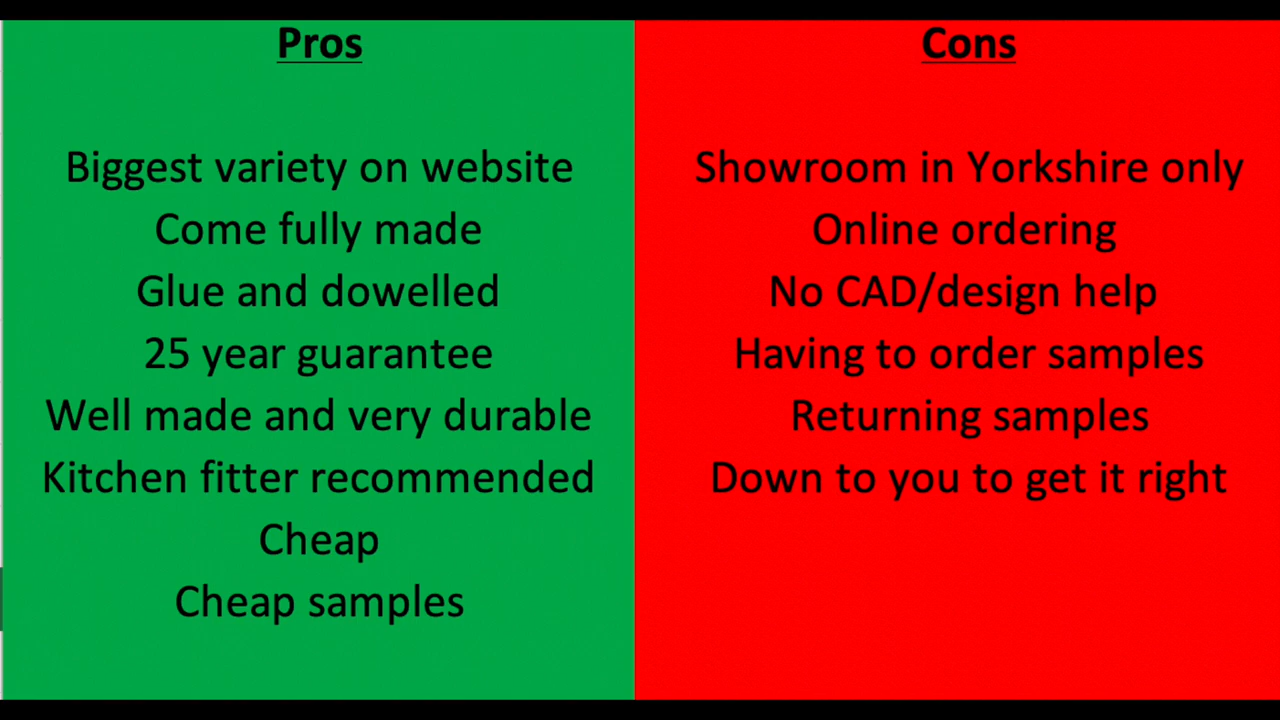 Pros
Biggest variety on website
Come fully made
Glue and dowelled
25 year guarantee
Well made and very durable
Kitchen fitter recommended
Cheap
Cheap samples
Cons
Showroom in Yorkshire only
Online ordering
No CAD/design help
Having to order samples
Returning samples
Down to you to get it right